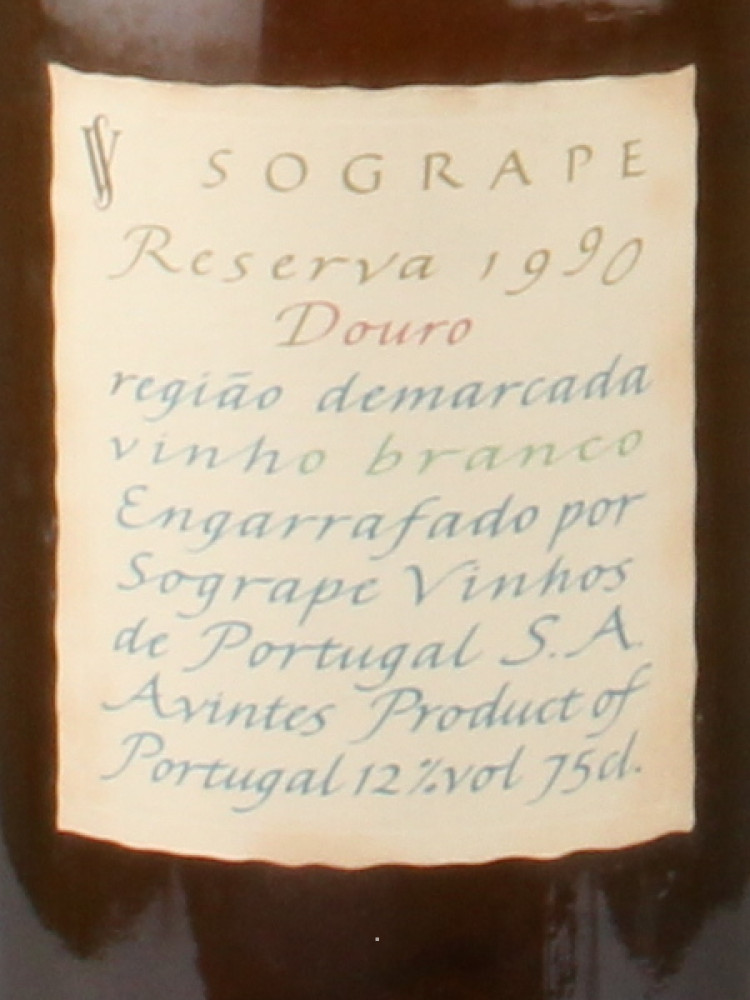 SOGRAPE
Reserva 1990
Douro
região demarcada
vinho branco
Engarrafado por
Sogrape Vinhos
de Portugal S.A.
Avintes Product of
Portugal 12%vol 75cl.